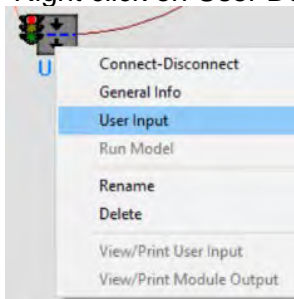 Right click on User D
U
Connect-Disconnect
General Info
User Input
Run Model
Rename
Delete
View/Print User Input
View/Print Module Output